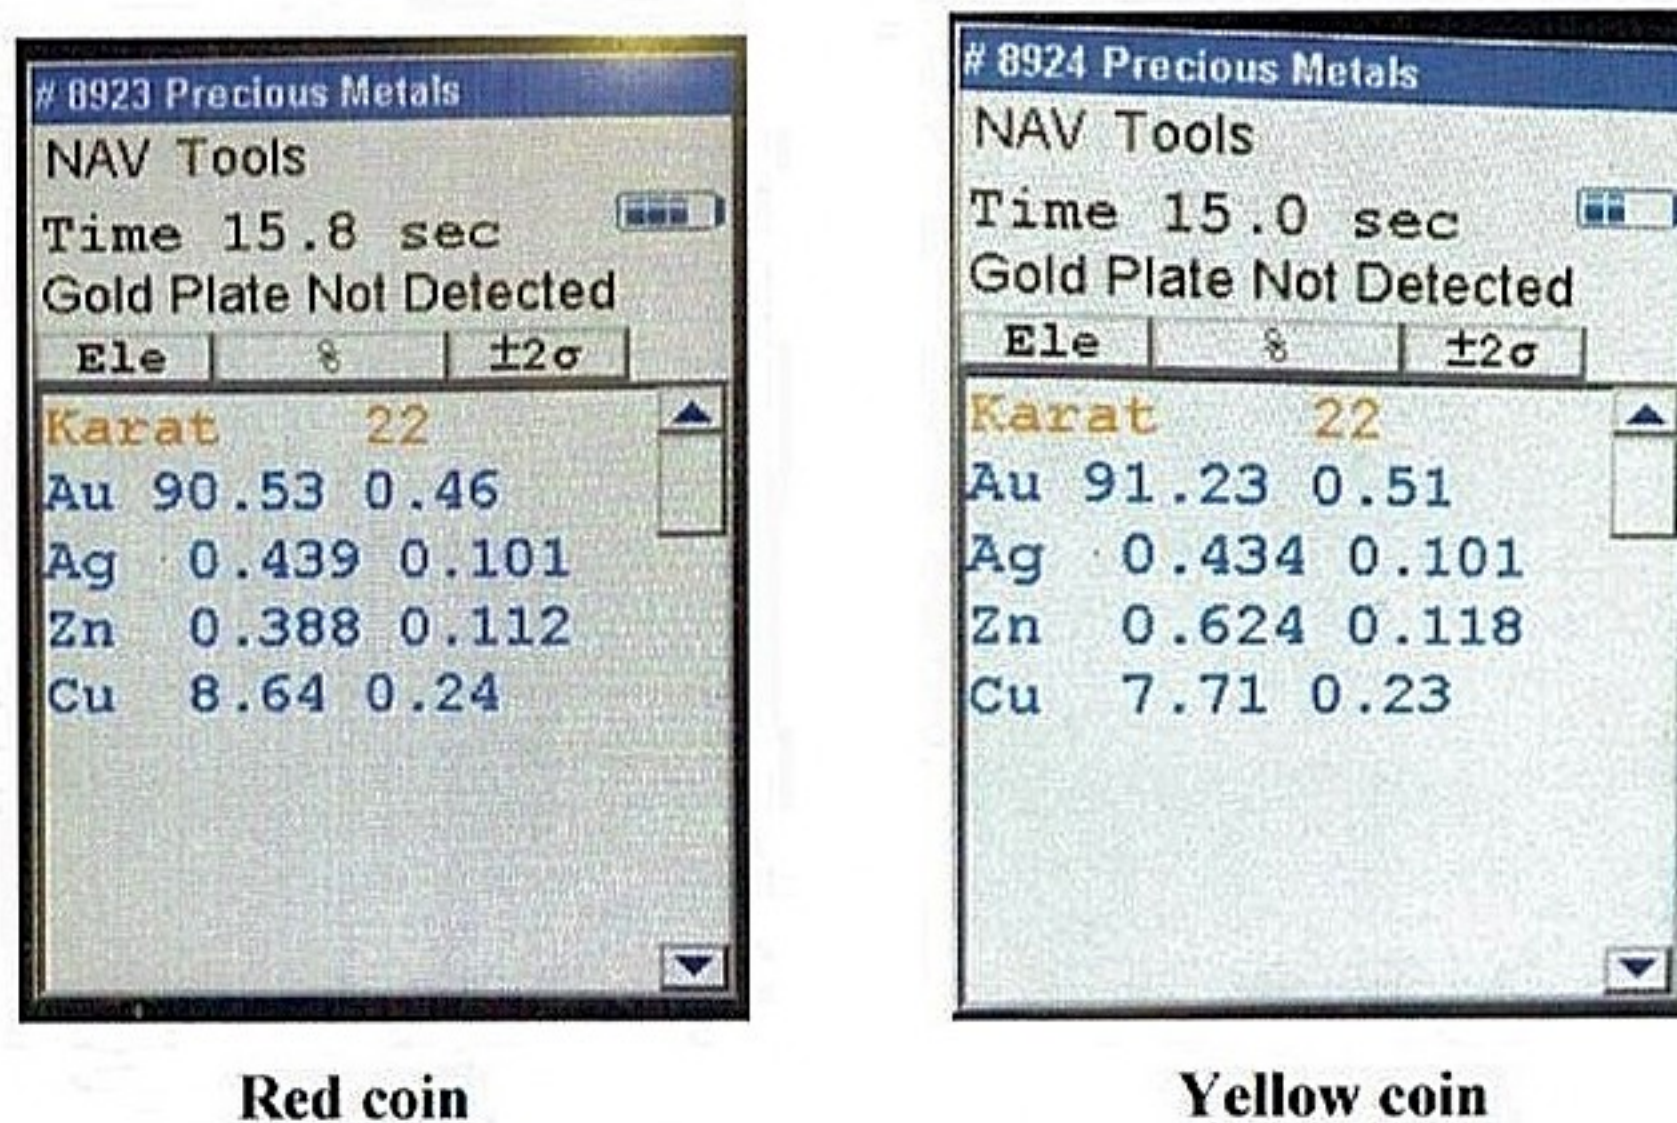 # 8923 Precious Metals
NAV Tools
Time 15.8 sec
Gold Plate Not Detected
Ele % ±2σ
Karat 22
Au 90.53 0.46
Ag 0.439 0.101
Zn 0.388 0.112
Cu 8.64 0.24
Red coin
# 8924 Precious Metals
NAV Tools
Time 15.0 sec
Gold Plate Not Detected
Ele % ±2σ
Karat 22
Au 91.23 0.51
Ag 0.434 0.101
Zn 0.624 0.118
Cu 7.71 0.23
Yellow coin